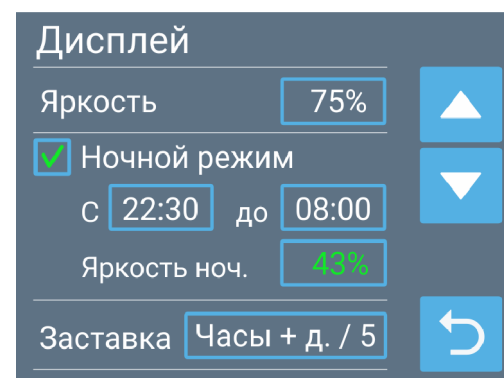 Дисплей
Яркость 75%
Ночной режим
С 22:30 до 08:00
Яркость ноч. 43%
Заставка Часы + д. / 5